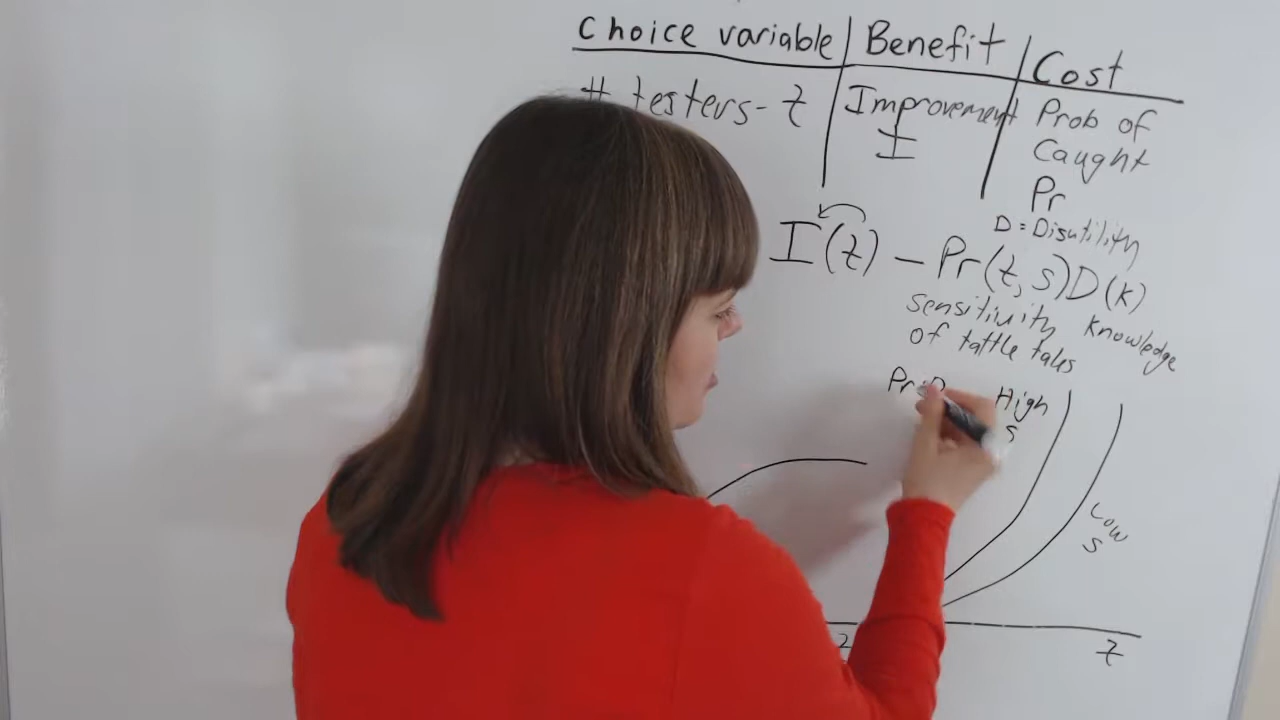 Choice variable Benefit Cost
# testers- t Improvement Prob of
I Caught
Pr
D = Disutility
I(t) - Pr(t, s)D(k)
sensitivity knowledge
of tattle tales
Pr·D High
s
Low
s
t